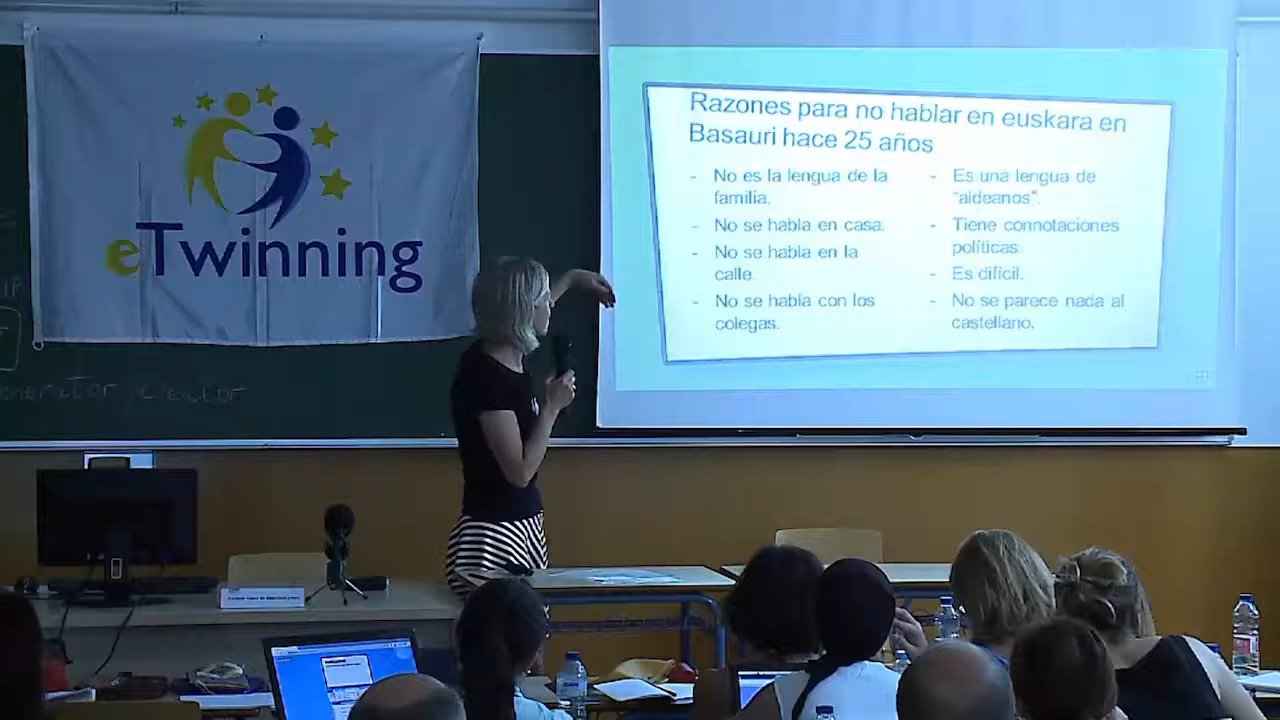 eTwinning
Razones para no hablar en euskara en
Basauri hace 25 años
- No es la lengua de la
familia.
- No se habla en casa.
- No se habla en la
calle.
- No se habla con los
colegas.
- Es una lengua de
"aldeanos".
- Tiene connotaciones
políticas.
- Es difícil.
- No se parece nada al
castellano.